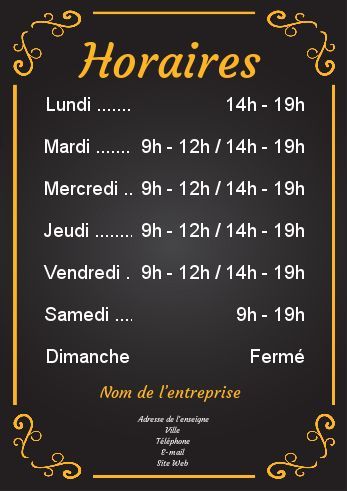 Horaires
Lundi ....... 14h - 19h
Mardi ....... 9h - 12h / 14h - 19h
Mercredi .. 9h - 12h / 14h - 19h
Jeudi ........ 9h - 12h / 14h - 19h
Vendredi . 9h - 12h / 14h - 19h
Samedi .... 9h - 19h
Dimanche Fermé
Nom de l'entreprise
Adresse de l'enseigne
Ville
Téléphone
E-mail
Site Web